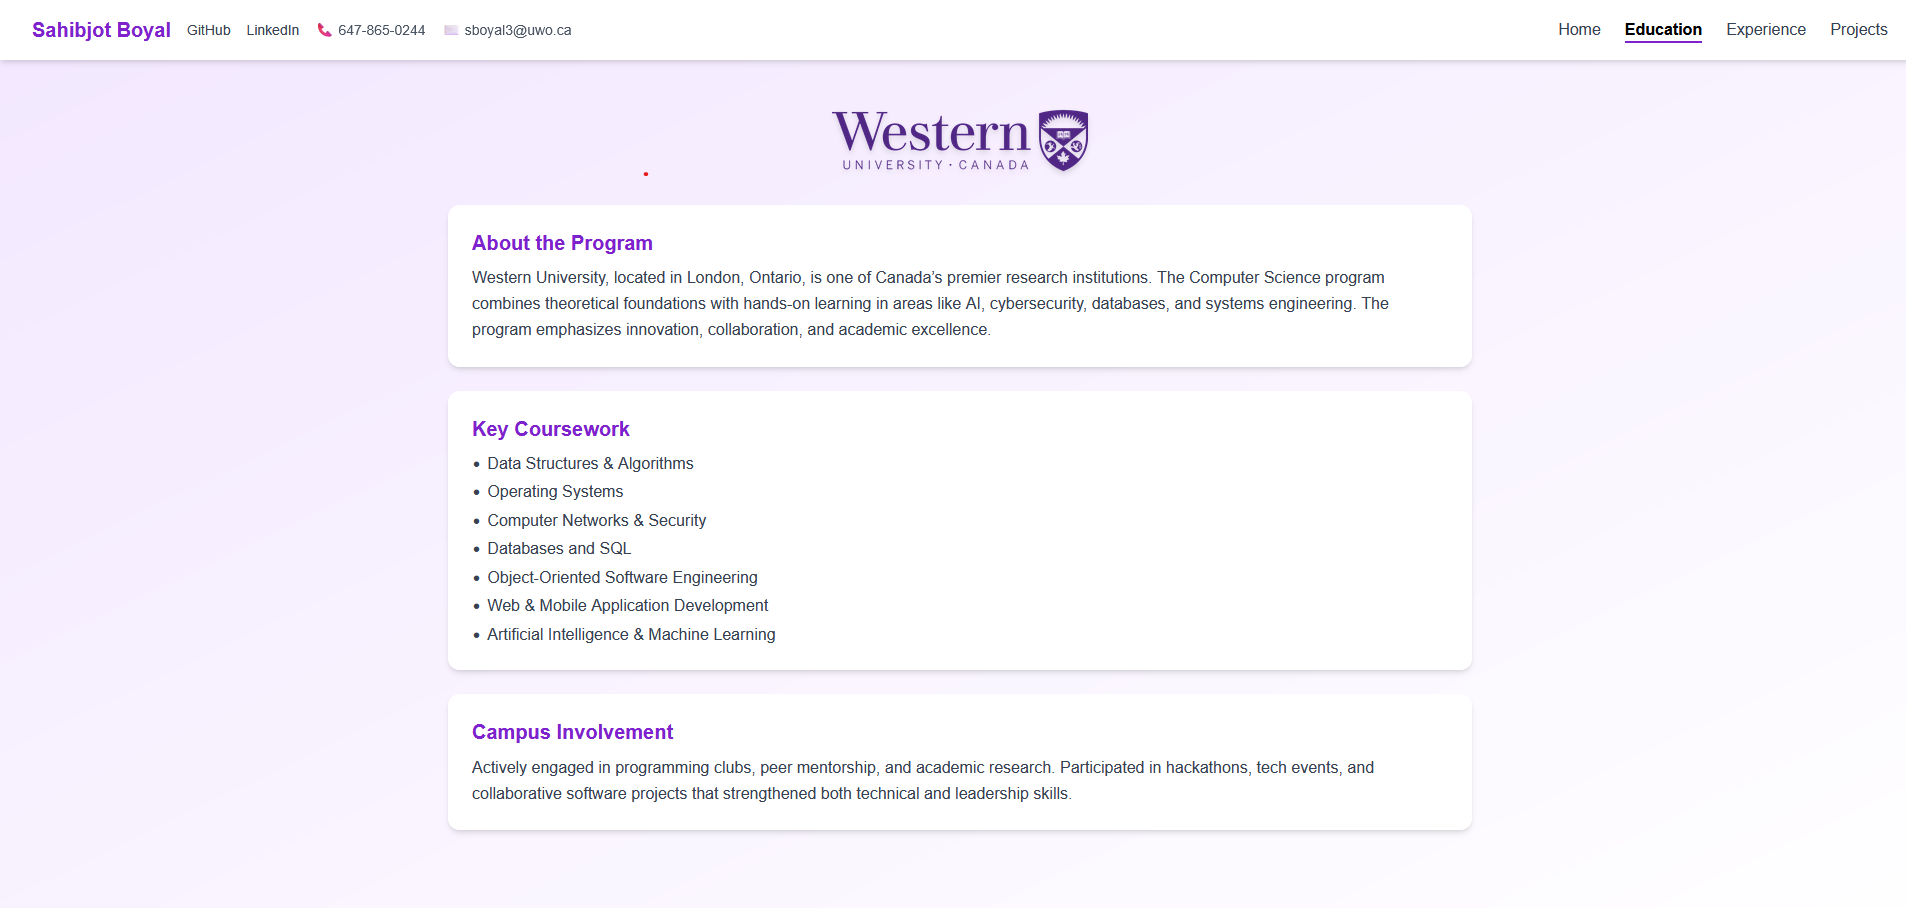 Sahibjot Boyal GitHub LinkedIn 647-865-0244 sboyal3@uwo.ca Home Education Experience Projects
Western
UNIVERSITY · CANADA
About the Program
Western University, located in London, Ontario, is one of Canada’s premier research institutions. The Computer Science program
combines theoretical foundations with hands-on learning in areas like AI, cybersecurity, databases, and systems engineering. The
program emphasizes innovation, collaboration, and academic excellence.
Key Coursework
• Data Structures & Algorithms
• Operating Systems
• Computer Networks & Security
• Databases and SQL
• Object-Oriented Software Engineering
• Web & Mobile Application Development
• Artificial Intelligence & Machine Learning
Campus Involvement
Actively engaged in programming clubs, peer mentorship, and academic research. Participated in hackathons, tech events, and
collaborative software projects that strengthened both technical and leadership skills.